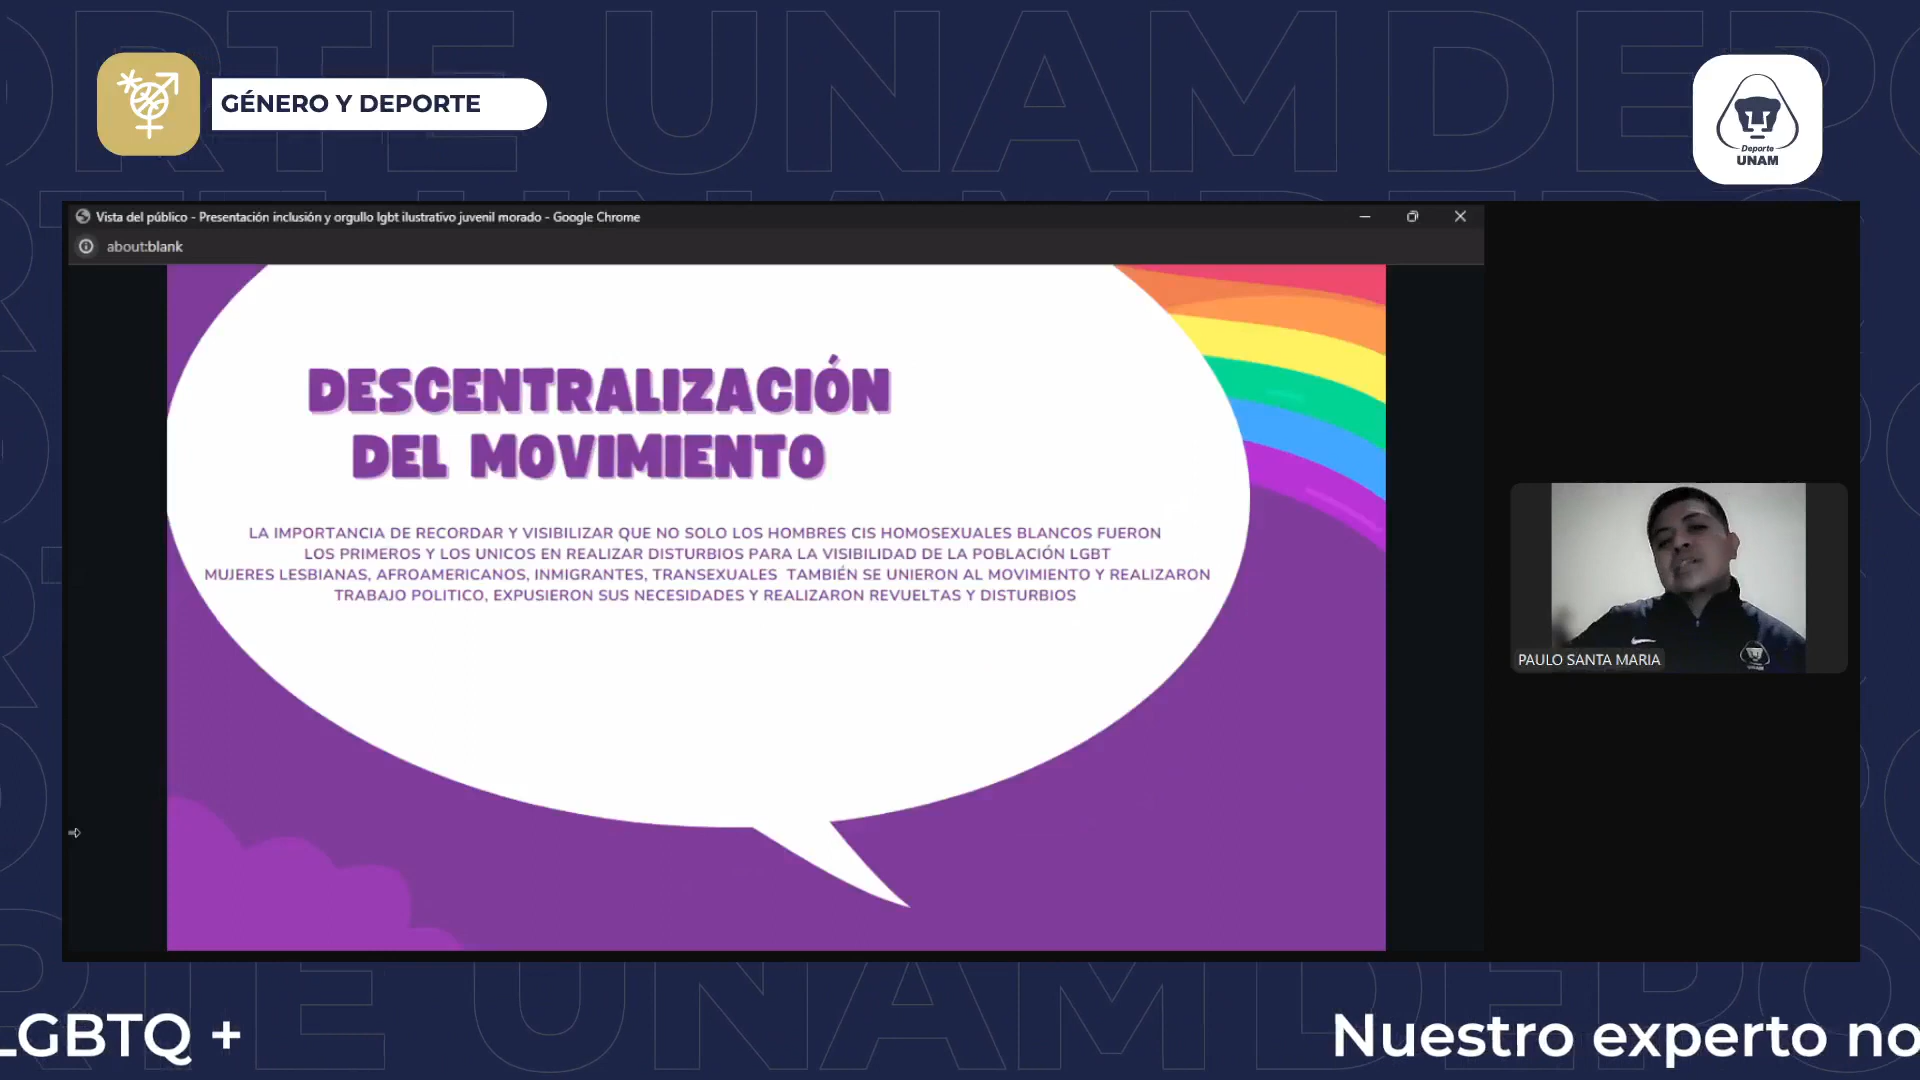 GÉNERO Y DEPORTE
Deporte
UNAM
Vista del público - Presentación inclusión y orgullo lgbt ilustrativo juvenil morado - Google Chrome
about:blank
DESCENTRALIZACIÓN
DEL MOVIMIENTO
LA IMPORTANCIA DE RECORDAR Y VISIBILIZAR QUE NO SOLO LOS HOMBRES CIS HOMOSEXUALES BLANCOS FUERON
LOS PRIMEROS Y LOS UNICOS EN REALIZAR DISTURBIOS PARA LA VISIBILIDAD DE LA POBLACIÓN LGBT
MUJERES LESBIANAS, AFROAMERICANOS, INMIGRANTES, TRANSEXUALES TAMBIÉN SE UNIERON AL MOVIMIENTO Y REALIZARON
TRABAJO POLITICO, EXPUSIERON SUS NECESIDADES Y REALIZARON REVUELTAS Y DISTURBIOS
PAULO SANTA MARIA
LGBTQ + Nuestro experto no